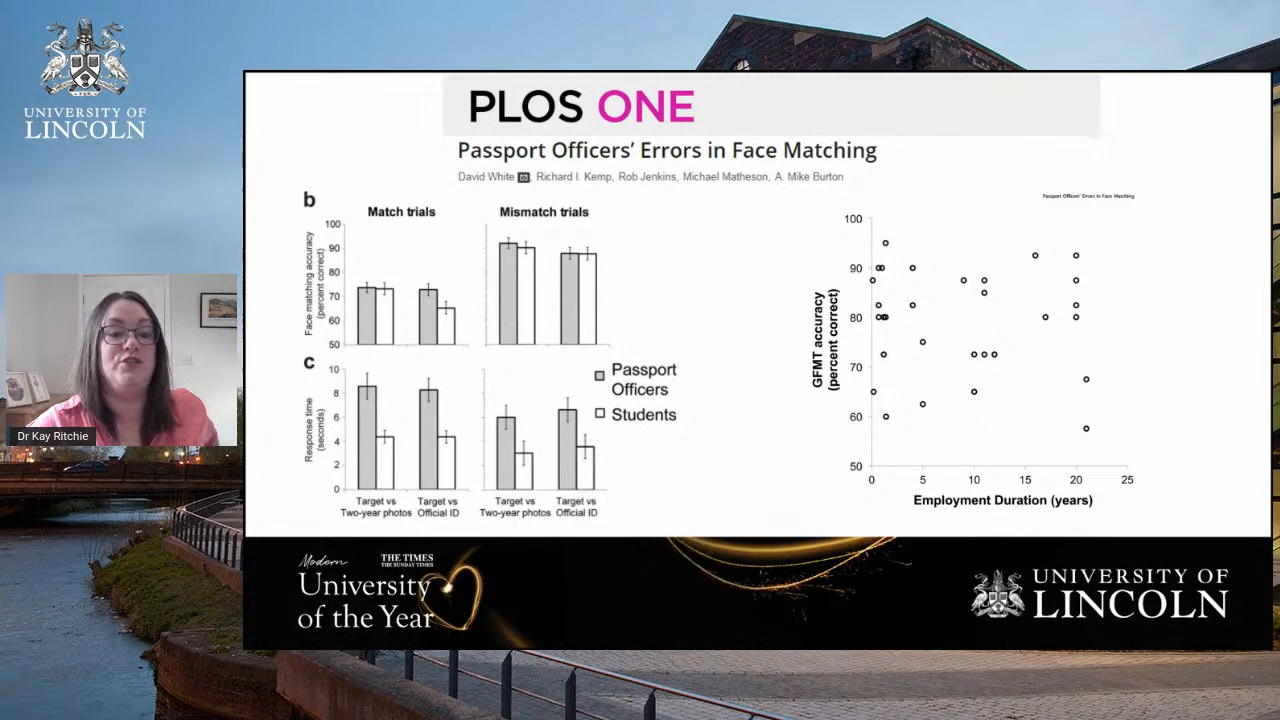 UNIVERSITY OF
LINCOLN
PLOS ONE
Passport Officers' Errors in Face Matching
David White, Richard I. Kemp, Rob Jenkins, Michael Matheson, A. Mike Burton
b
Match trials
Mismatch trials
Face matching accuracy
(percent correct)
100
90
80
70
60
50
c
Response time
(seconds)
10
8
6
4
2
0
Passport
Officers
Students
Target vs
Two-year photos
Target vs
Official ID
Target vs
Two-year photos
Target vs
Official ID
Passport Officers' Errors in Face Matching
GFMT accuracy
(percent correct)
100
90
80
70
60
50
0 5 10 15 20 25
Employment Duration (years)
Dr Kay Ritchie
Modern
University
of the Year
THE TIMES
THE SUNDAY TIMES
UNIVERSITY OF
LINCOLN